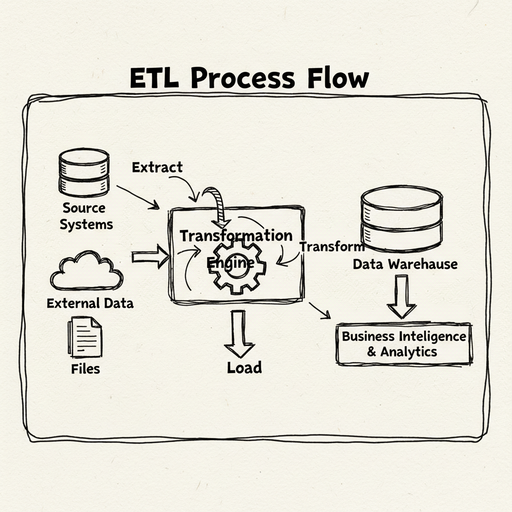 ETL Process Flow
Extract
Source
Systems
Transformation
Engine
Transform
Data Warehause
External Data
Business Inteligence
& Analytics
Files
Load